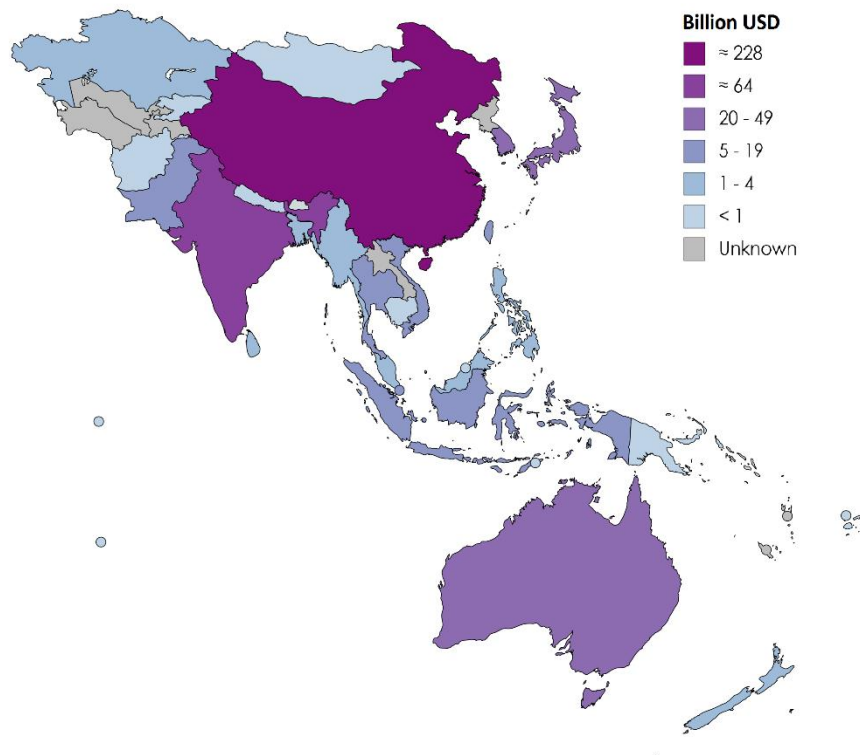 Billion USD
≈ 228
≈ 64
20 - 49
5 - 19
1 - 4
< 1
Unknown